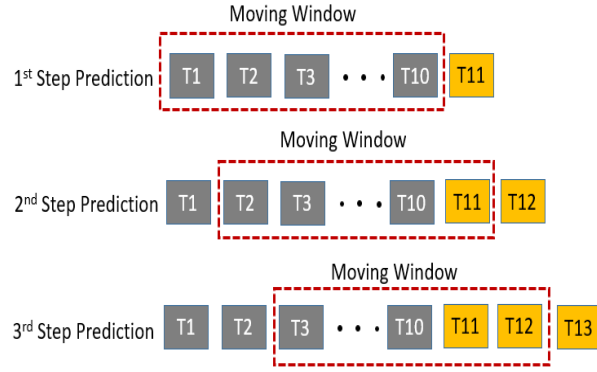 Moving Window
1st Step Prediction T1 T2 T3 • • • T10 T11
Moving Window
2nd Step Prediction T1 T2 T3 • • • T10 T11 T12
Moving Window
3rd Step Prediction T1 T2 T3 • • • T10 T11 T12 T13